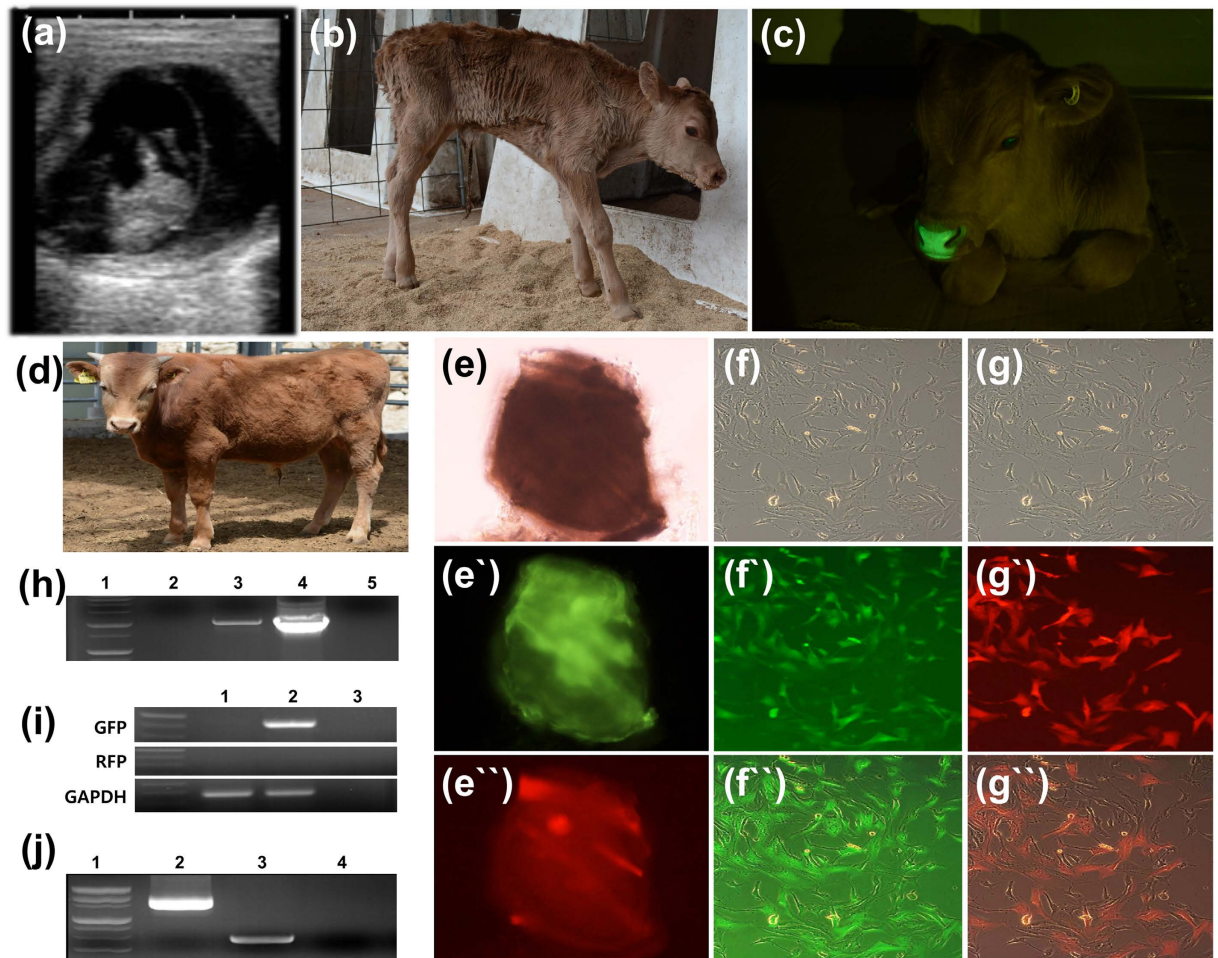 (a)
(b)
(c)
(d)
(e)
(f)
(g)
(h)
1 2 3 4 5
(e`)
(f`)
(g`)
(i)
1 2 3
GFP
RFP
GAPDH
(e``)
(f``)
(g``)
(j)
1 2 3 4